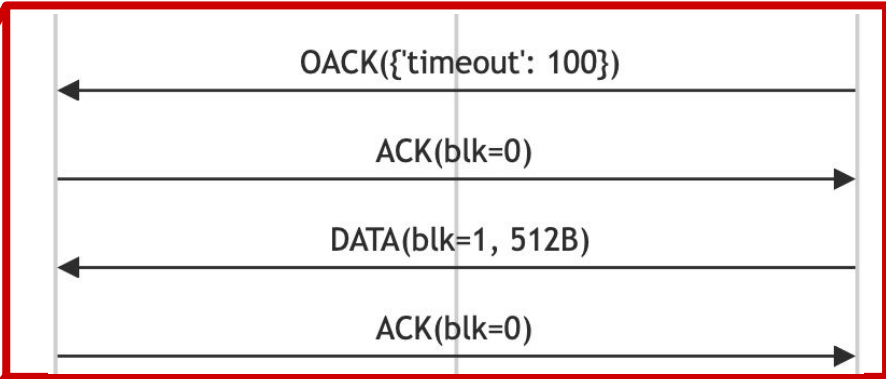 OACK({'timeout': 100})
ACK(blk=0)
DATA(blk=1, 512B)
ACK(blk=0)